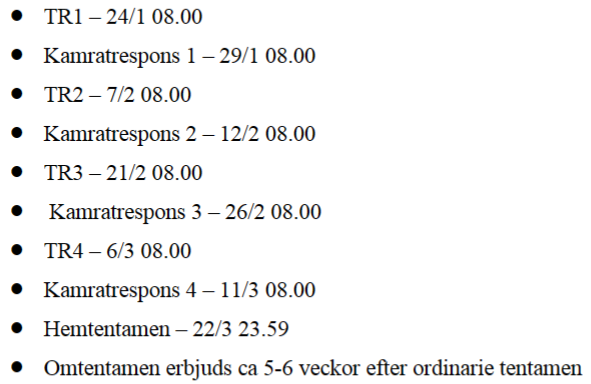 ● TR1 – 24/1 08.00
● Kamratrespons 1 – 29/1 08.00
● TR2 – 7/2 08.00
● Kamratrespons 2 – 12/2 08.00
● TR3 – 21/2 08.00
● Kamratrespons 3 – 26/2 08.00
● TR4 – 6/3 08.00
● Kamratrespons 4 – 11/3 08.00
● Hemtentamen – 22/3 23.59
● Omtentamen erbjuds ca 5-6 veckor efter ordinarie tentamen